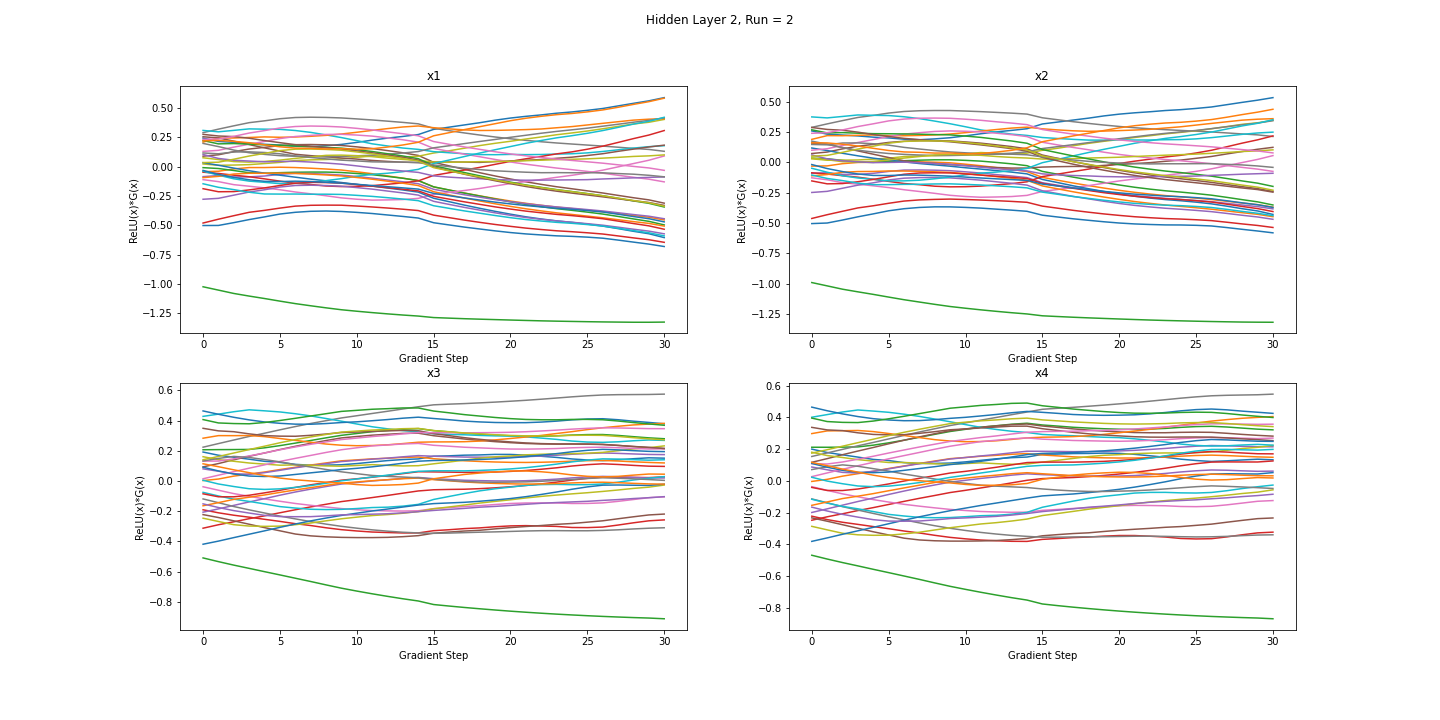 Hidden Layer 2, Run = 2
x1
ReLU(x)*G(x)
0.50
0.25
0.00
−0.25
−0.50
−0.75
−1.00
−1.25
0 5 10 15 20 25 30
Gradient Step
x2
ReLU(x)*G(x)
0.50
0.25
0.00
−0.25
−0.50
−0.75
−1.00
−1.25
0 5 10 15 20 25 30
Gradient Step
x3
ReLU(x)*G(x)
0.6
0.4
0.2
0.0
−0.2
−0.4
−0.6
−0.8
0 5 10 15 20 25 30
Gradient Step
x4
ReLU(x)*G(x)
0.6
0.4
0.2
0.0
−0.2
−0.4
−0.6
−0.8
0 5 10 15 20 25 30
Gradient Step